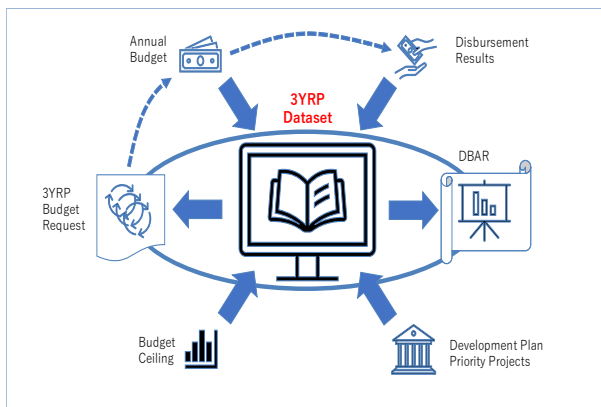 Annual
Budget
Disbursement
Results
3YRP
Dataset
DBAR
3YRP
Budget
Request
Budget
Ceiling
Development Plan
Priority Projects